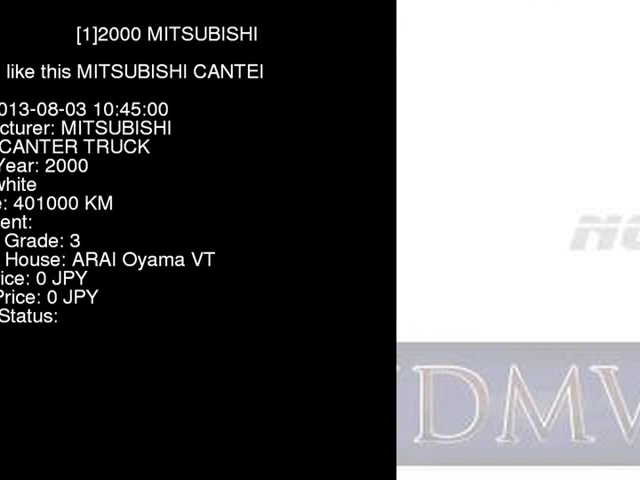 [1]2000 MITSUBISHI
like this MITSUBISHI CANTEI
013-08-03 10:45:00
cturer: MITSUBISHI
CANTER TRUCK
Year: 2000
white
e: 401000 KM
ent:
Grade: 3
House: ARAI Oyama VT
ice: 0 JPY
Price: 0 JPY
Status:
DMV